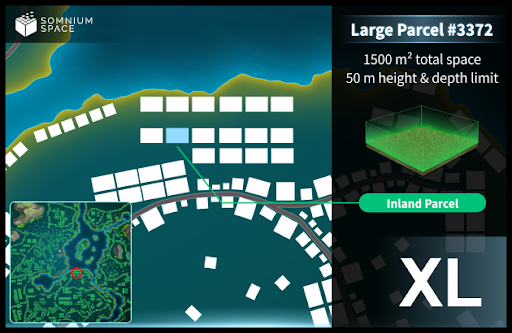 SOMNIUM
SPACE
Large Parcel #3372
1500 m² total space
50 m height & depth limit
Inland Parcel
XL